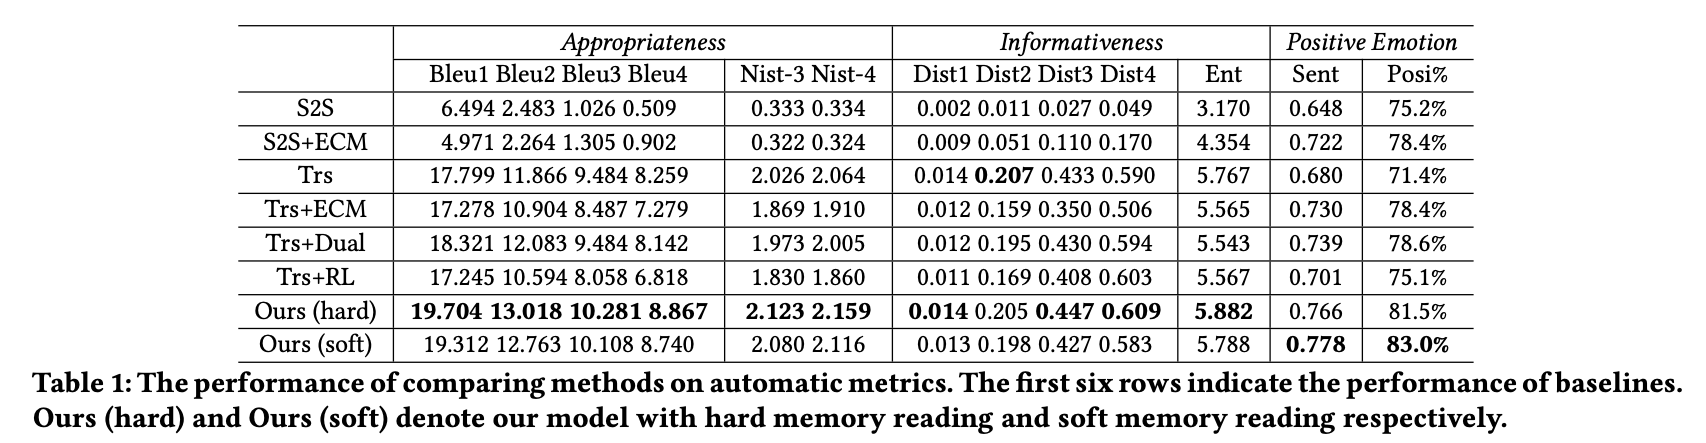 Appropriateness Informativeness Positive Emotion
Bleu1 Bleu2 Bleu3 Bleu4 Nist-3 Nist-4 Dist1 Dist2 Dist3 Dist4 Ent Sent Posi%
S2S 6.494 2.483 1.026 0.509 0.333 0.334 0.002 0.011 0.027 0.049 3.170 0.648 75.2%
S2S+ECM 4.971 2.264 1.305 0.902 0.322 0.324 0.009 0.051 0.110 0.170 4.354 0.722 78.4%
Trs 17.799 11.866 9.484 8.259 2.026 2.064 0.014 0.207 0.433 0.590 5.767 0.680 71.4%
Trs+ECM 17.278 10.904 8.487 7.279 1.869 1.910 0.012 0.159 0.350 0.506 5.565 0.730 78.4%
Trs+Dual 18.321 12.083 9.484 8.142 1.973 2.005 0.012 0.195 0.430 0.594 5.543 0.739 78.6%
Trs+RL 17.245 10.594 8.058 6.818 1.830 1.860 0.011 0.169 0.408 0.603 5.567 0.701 75.1%
Ours (hard) 19.704 13.018 10.281 8.867 2.123 2.159 0.014 0.205 0.447 0.609 5.882 0.766 81.5%
Ours (soft) 19.312 12.763 10.108 8.740 2.080 2.116 0.013 0.198 0.427 0.583 5.788 0.778 83.0%
Table 1: The performance of comparing methods on automatic metrics. The first six rows indicate the performance of baselines.
Ours (hard) and Ours (soft) denote our model with hard memory reading and soft memory reading respectively.